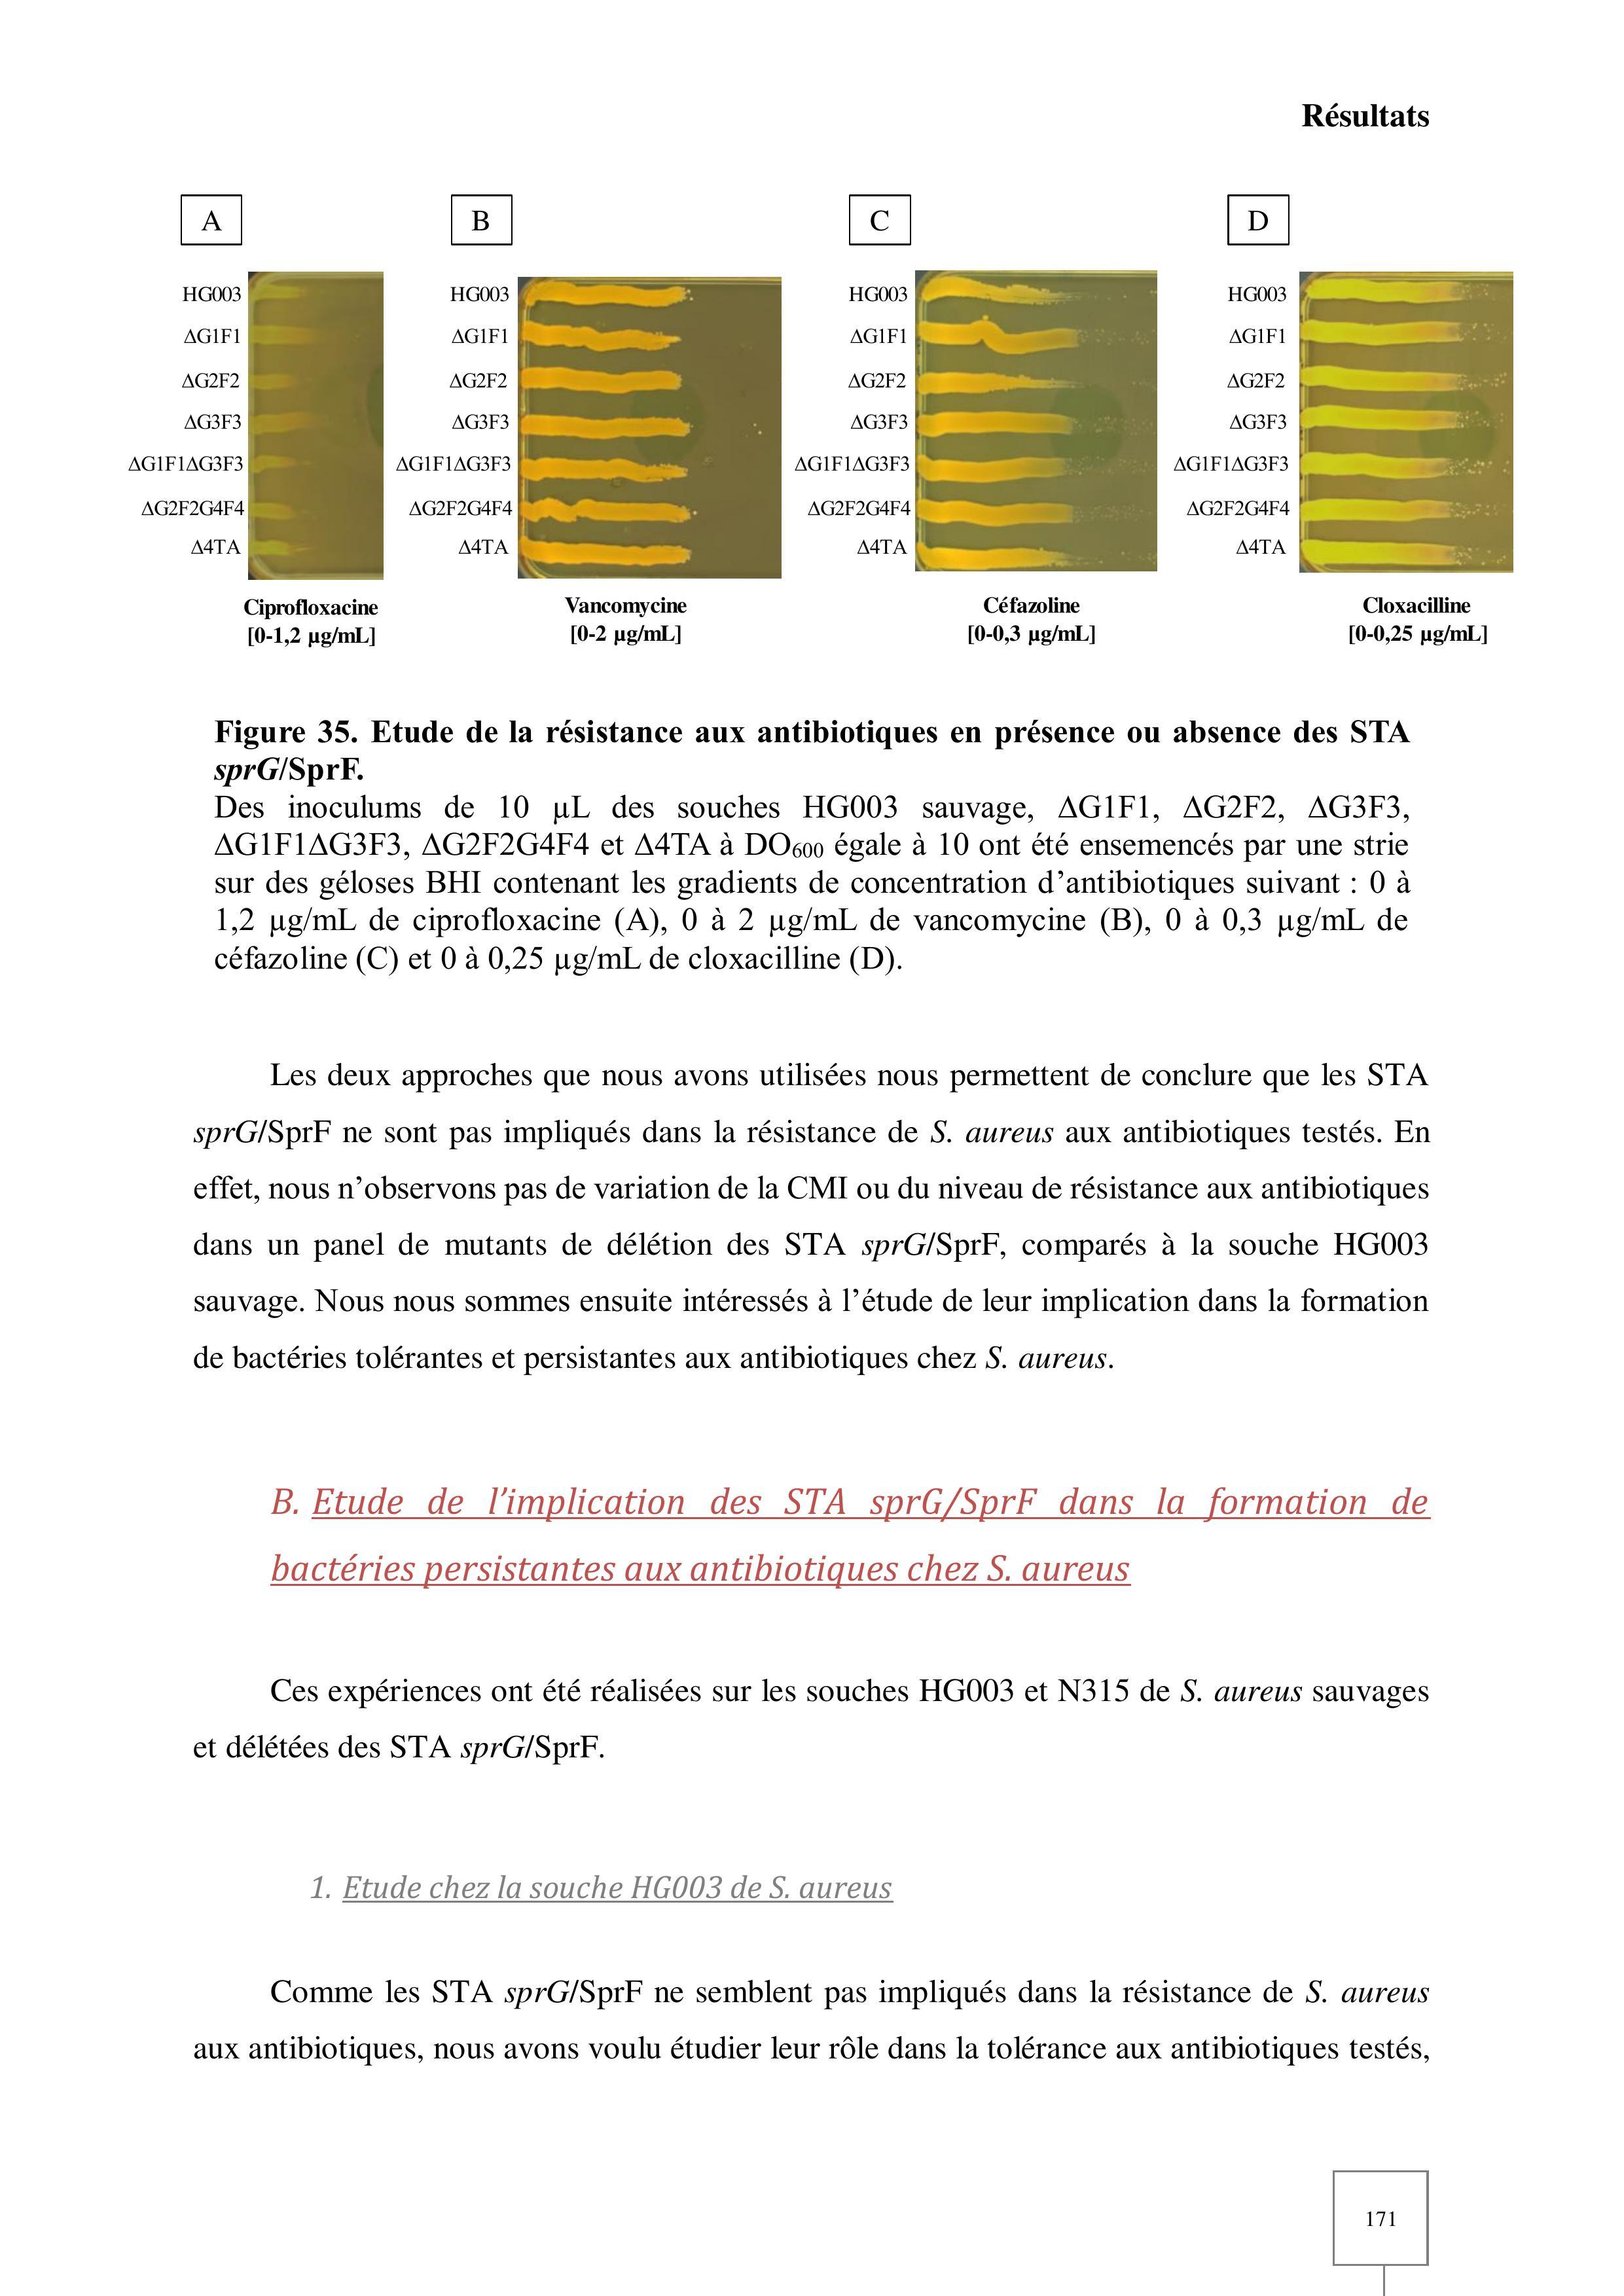 Résultats
A
B
C
D
HG003
ΔG1F1
ΔG2F2
ΔG3F3
ΔG1F1ΔG3F3
ΔG2F2G4F4
Δ4TA
Ciprofloxacine
[0-1,2 µg/mL]
HG003
ΔG1F1
ΔG2F2
ΔG3F3
ΔG1F1ΔG3F3
ΔG2F2G4F4
Δ4TA
Vancomycine
[0-2 µg/mL]
HG003
ΔG1F1
ΔG2F2
ΔG3F3
ΔG1F1ΔG3F3
ΔG2F2G4F4
Δ4TA
Céfazoline
[0-0,3 µg/mL]
HG003
ΔG1F1
ΔG2F2
ΔG3F3
ΔG1F1ΔG3F3
ΔG2F2G4F4
Δ4TA
Cloxacilline
[0-0,25 µg/mL]
Figure 35. Etude de la résistance aux antibiotiques en présence ou absence des STA
sprG/SprF.
Des inoculums de 10 µL des souches HG003 sauvage, ΔG1F1, ΔG2F2, ΔG3F3,
ΔG1F1ΔG3F3, ΔG2F2G4F4 et Δ4TA à DO600 égale à 10 ont été ensemencés par une strie
sur des géloses BHI contenant les gradients de concentration d’antibiotiques suivant : 0 à
1,2 µg/mL de ciprofloxacine (A), 0 à 2 µg/mL de vancomycine (B), 0 à 0,3 µg/mL de
céfazoline (C) et 0 à 0,25 µg/mL de cloxacilline (D).
Les deux approches que nous avons utilisées nous permettent de conclure que les STA
sprG/SprF ne sont pas impliqués dans la résistance de S. aureus aux antibiotiques testés. En
effet, nous n’observons pas de variation de la CMI ou du niveau de résistance aux antibiotiques
dans un panel de mutants de délétion des STA sprG/SprF, comparés à la souche HG003
sauvage. Nous nous sommes ensuite intéressés à l’étude de leur implication dans la formation
de bactéries tolérantes et persistantes aux antibiotiques chez S. aureus.
B. Etude de l’implication des STA sprG/SprF dans la formation de
bactéries persistantes aux antibiotiques chez S. aureus
Ces expériences ont été réalisées sur les souches HG003 et N315 de S. aureus sauvages
et délétées des STA sprG/SprF.
1. Etude chez la souche HG003 de S. aureus
Comme les STA sprG/SprF ne semblent pas impliqués dans la résistance de S. aureus
aux antibiotiques, nous avons voulu étudier leur rôle dans la tolérance aux antibiotiques testés,
171